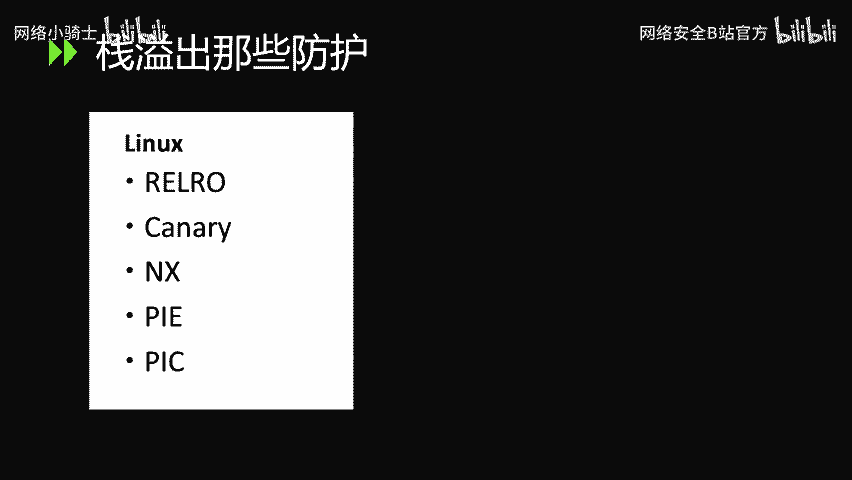 网络小骑士 bilibili
网络安全B站官方 bilibili
栈溢出那些防护
Linux
• RELRO
• Canary
• NX
• PIE
• PIC